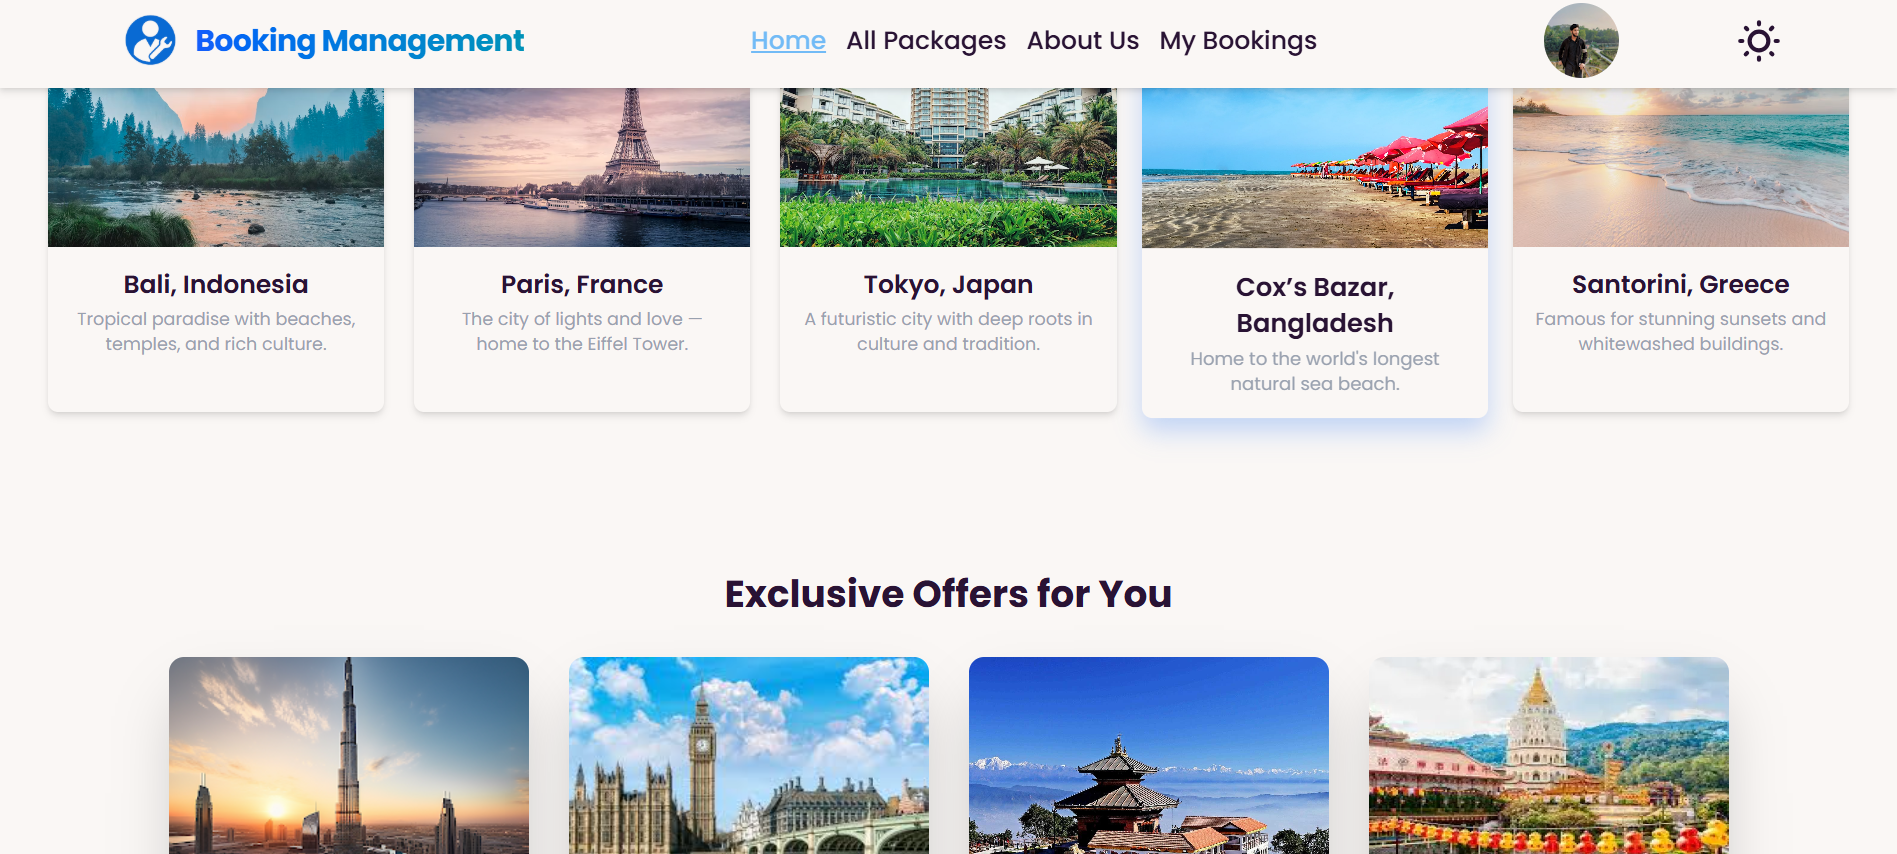 Booking Management
Home All Packages About Us My Bookings
Bali, Indonesia
Tropical paradise with beaches,
temples, and rich culture.
Paris, France
The city of lights and love —
home to the Eiffel Tower.
Tokyo, Japan
A futuristic city with deep roots in
culture and tradition.
Cox’s Bazar,
Bangladesh
Home to the world's longest
natural sea beach.
Santorini, Greece
Famous for stunning sunsets and
whitewashed buildings.
Exclusive Offers for You